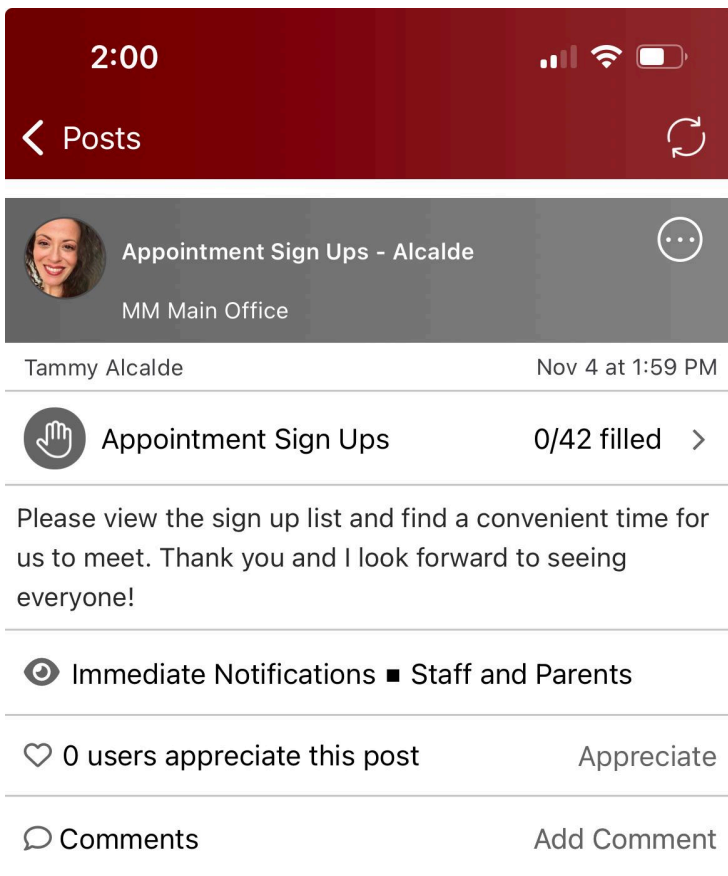 2:00
Posts
Appointment Sign Ups - Alcalde
MM Main Office
Tammy Alcalde Nov 4 at 1:59 PM
Appointment Sign Ups 0/42 filled
Please view the sign up list and find a convenient time for
us to meet. Thank you and I look forward to seeing
everyone!
Immediate Notifications ■ Staff and Parents
0 users appreciate this post Appreciate
Comments Add Comment